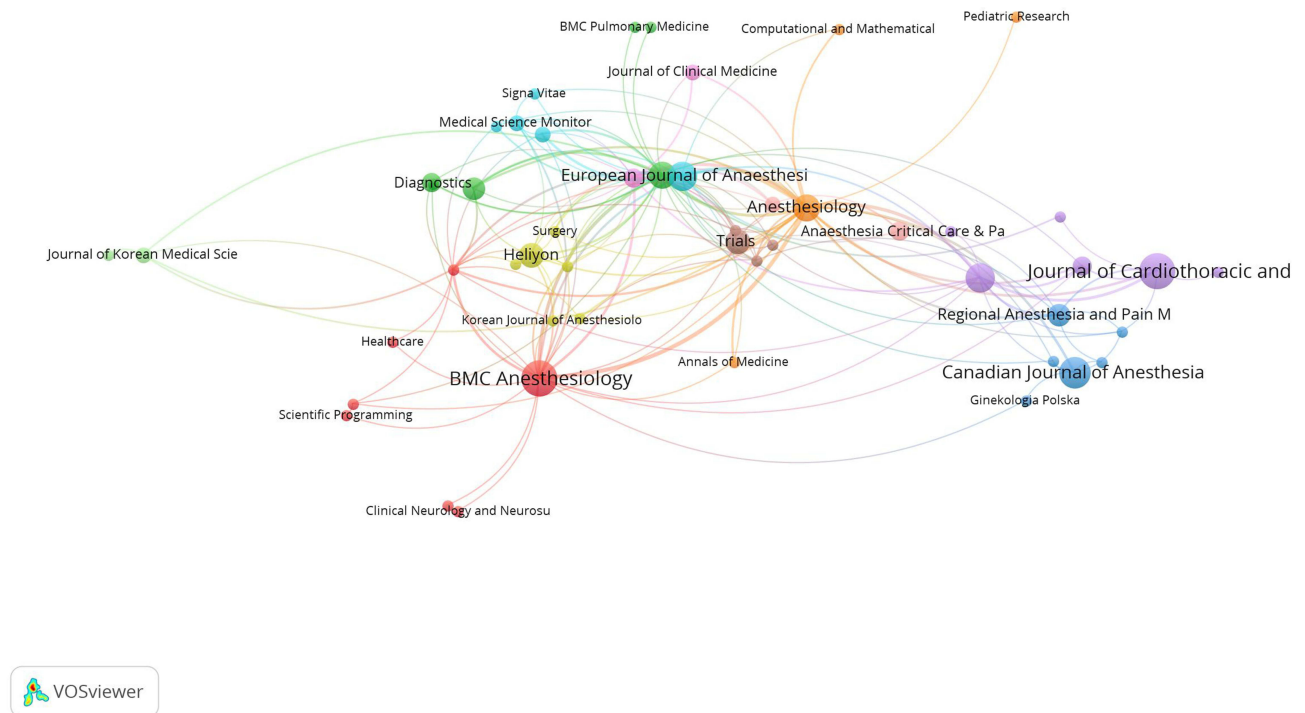 Pediatric Research
BMC Pulmonary Medicine
Computational and Mathematical
Journal of Clinical Medicine
Signa Vitae
Medical Science Monitor
European Journal of Anaesthesi
Diagnostics
Anesthesiology
Surgery
Trials
Anaesthesia Critical Care & Pa
Journal of Korean Medical Scie
Heliyon
Journal of Cardiothoracic and
Regional Anesthesia and Pain M
Korean Journal of Anesthesiolo
Healthcare
Annals of Medicine
BMC Anesthesiology
Canadian Journal of Anesthesia
Ginekologia Polska
Scientific Programming
Clinical Neurology and Neurosu
VOSviewer